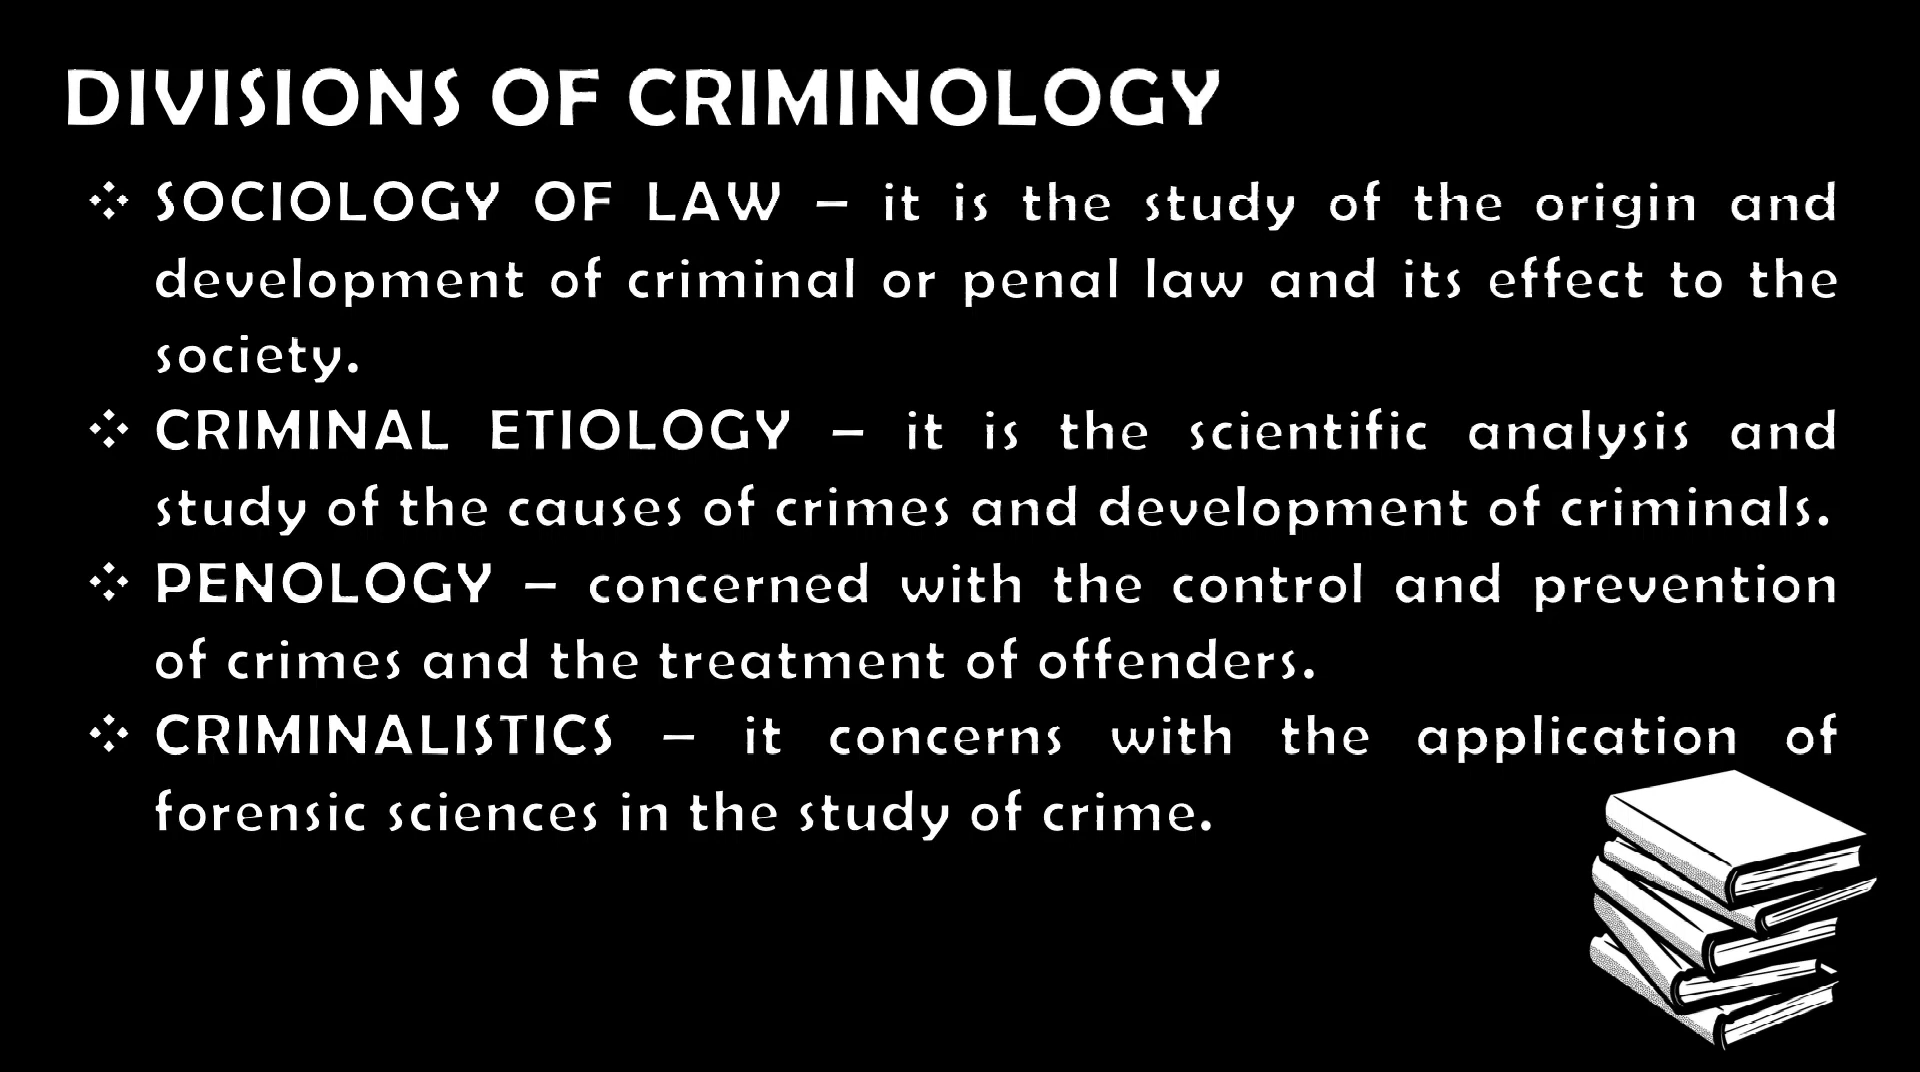 DIVISIONS OF CRIMINOLOGY
❖ SOCIOLOGY OF LAW – it is the study of the origin and
development of criminal or penal law and its effect to the
society.
❖ CRIMINAL ETIOLOGY – it is the scientific analysis and
study of the causes of crimes and development of criminals.
❖ PENOLOGY – concerned with the control and prevention
of crimes and the treatment of offenders.
❖ CRIMINALISTICS – it concerns with the application of
forensic sciences in the study of crime.